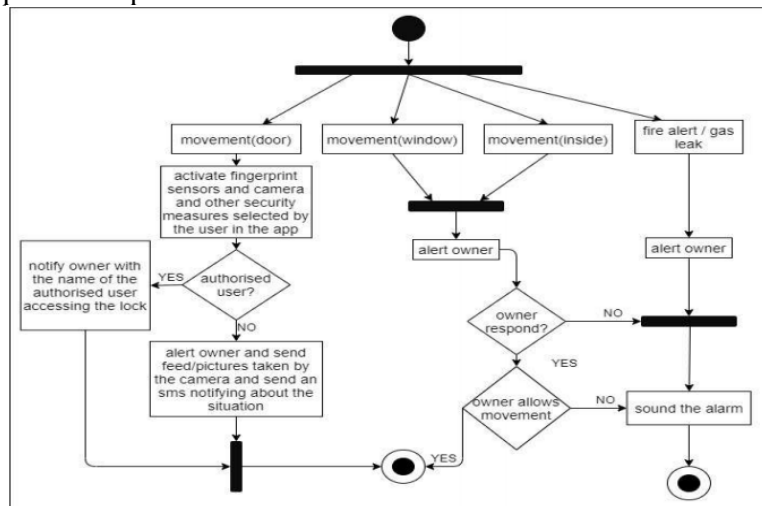 movement(door)
movement(window)
movement(inside)
fire alert / gas
leak
activate fingerprint
sensors and camera
and other security
measures selected by
the user in the app
alert owner
alert owner
notify owner with
the name of the
authorised user
accessing the lock
YES
authorised
user?
NO
owner
respond?
NO
YES
alert owner and send
feed/pictures taken by
the camera and send an
sms notifying about the
situation
owner allows
movement
NO
sound the alarm
YES